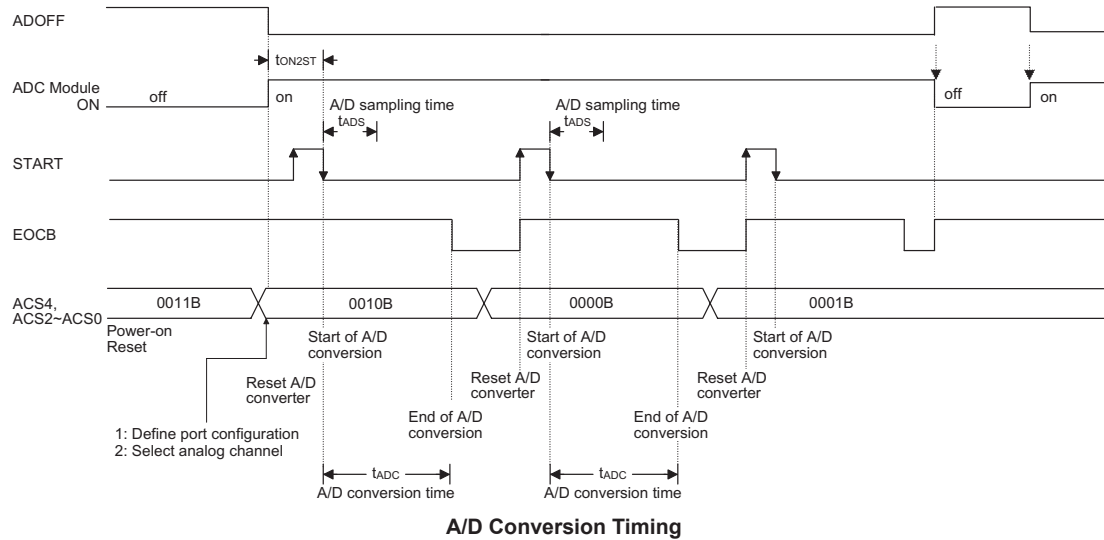 ADOFF
tON2ST
ADC Module
ON
off
on
A/D sampling time
tADS
A/D sampling time
tADS
off
on
START
EOCB
ACS4,
ACS2~ACS0
0011B
0010B
0000B
0001B
Power-on
Reset
Start of A/D
conversion
Start of A/D
conversion
Start of A/D
conversion
Reset A/D
converter
Reset A/D
converter
Reset A/D
converter
End of A/D
conversion
End of A/D
conversion
1: Define port configuration
2: Select analog channel
tADC
A/D conversion time
tADC
A/D conversion time
A/D Conversion Timing